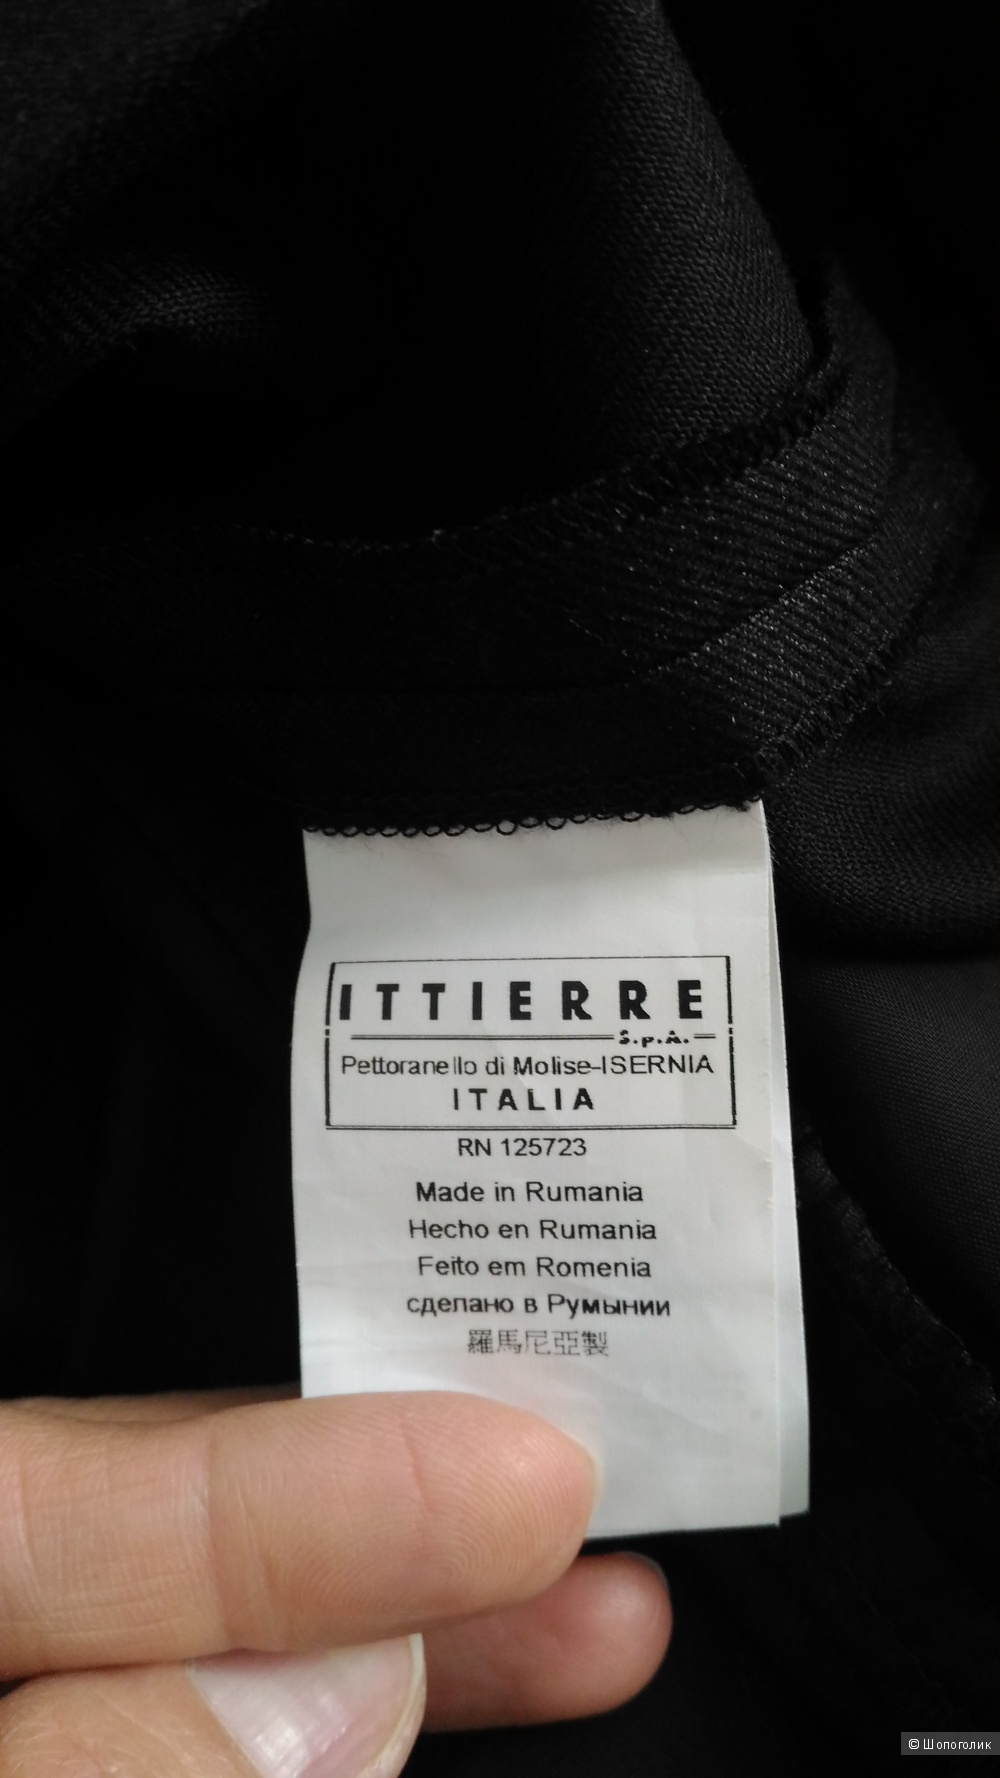 ITTIERRE
S.p.A.
Pettoranello di Molise-ISERNIA
ITALIA
RN 125723
Made in Rumania
Hecho en Rumania
Feito em Romenia
сделано в Румынии
羅馬尼亞製
© Шопоголик